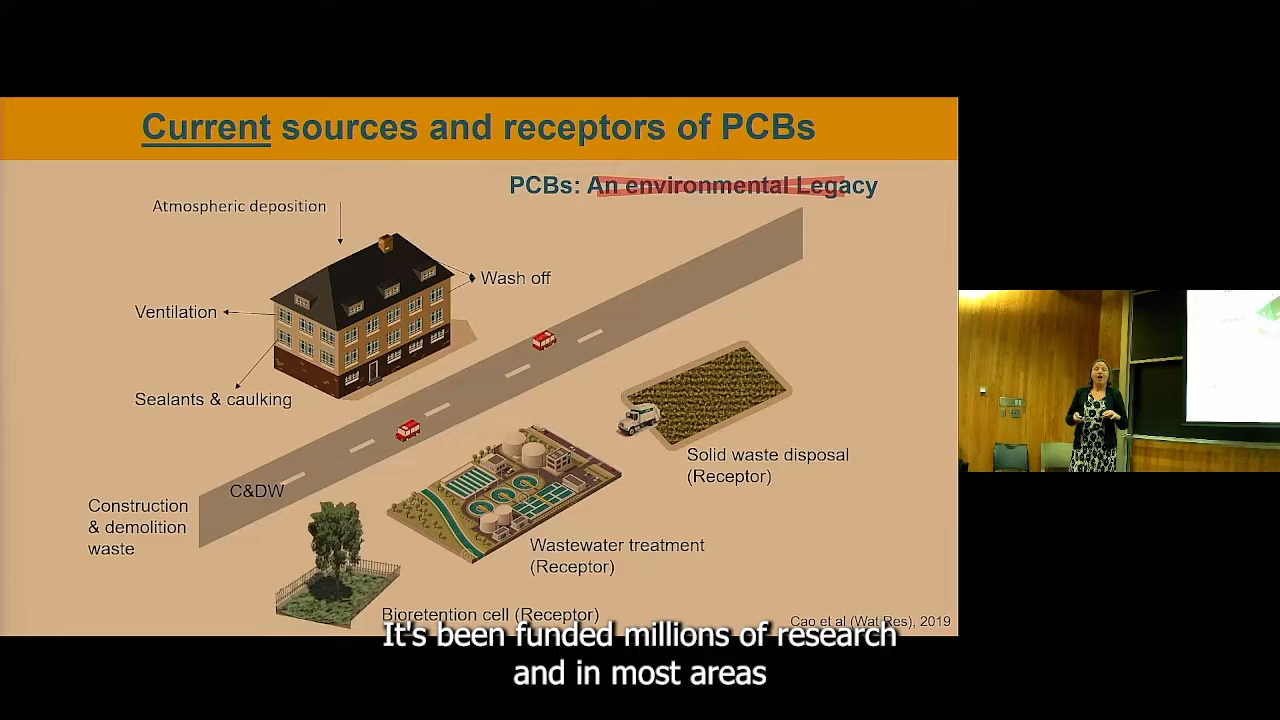 Current sources and receptors of PCBs
PCBs: An environmental Legacy
Atmospheric deposition
Wash off
Ventilation
Sealants & caulking
Solid waste disposal
(Receptor)
C&DW
Construction
& demolition
waste
Wastewater treatment
(Receptor)
Bioretention cell (Receptor)
Cao et al (Wat Res), 2019
It's been funded millions of research
and in most areas